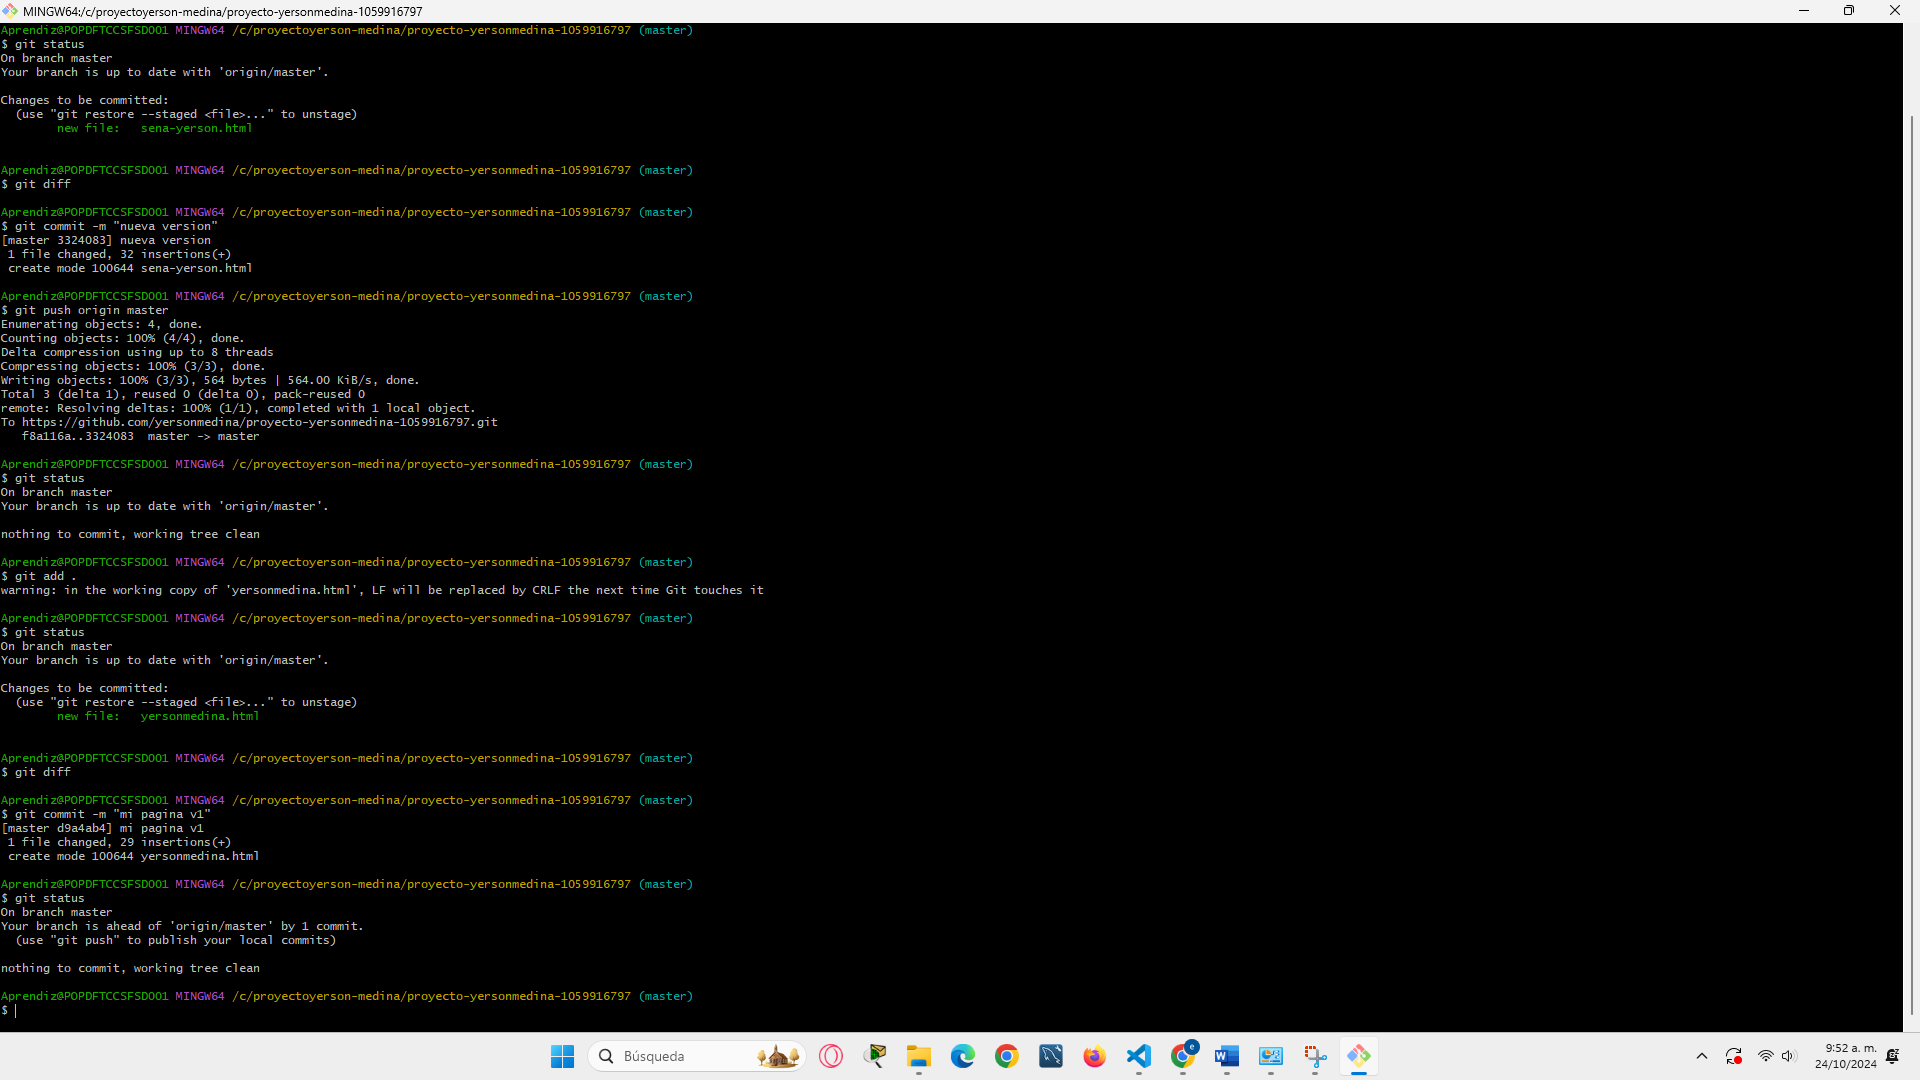 MINGW64:/c/proyectoyerson-medina/proyecto-yersonmedina-1059916797
Aprendiz@POPDFTCCSFSD001 MINGW64 /c/proyectoyerson-medina/proyecto-yersonmedina-1059916797 (master)
$ git status
On branch master
Your branch is up to date with 'origin/master'.
Changes to be committed:
  (use "git restore --staged <file>..." to unstage)
        new file:   sena-yerson.html
Aprendiz@POPDFTCCSFSD001 MINGW64 /c/proyectoyerson-medina/proyecto-yersonmedina-1059916797 (master)
$ git diff
Aprendiz@POPDFTCCSFSD001 MINGW64 /c/proyectoyerson-medina/proyecto-yersonmedina-1059916797 (master)
$ git commit -m "nueva version"
[master 3324083] nueva version
 1 file changed, 32 insertions(+)
 create mode 100644 sena-yerson.html
Aprendiz@POPDFTCCSFSD001 MINGW64 /c/proyectoyerson-medina/proyecto-yersonmedina-1059916797 (master)
$ git push origin master
Enumerating objects: 4, done.
Counting objects: 100% (4/4), done.
Delta compression using up to 8 threads
Compressing objects: 100% (3/3), done.
Writing objects: 100% (3/3), 564 bytes | 564.00 KiB/s, done.
Total 3 (delta 1), reused 0 (delta 0), pack-reused 0
remote: Resolving deltas: 100% (1/1), completed with 1 local object.
To https://github.com/yersonmedina/proyecto-yersonmedina-1059916797.git
   f8a116a..3324083  master -> master
Aprendiz@POPDFTCCSFSD001 MINGW64 /c/proyectoyerson-medina/proyecto-yersonmedina-1059916797 (master)
$ git status
On branch master
Your branch is up to date with 'origin/master'.
nothing to commit, working tree clean
Aprendiz@POPDFTCCSFSD001 MINGW64 /c/proyectoyerson-medina/proyecto-yersonmedina-1059916797 (master)
$ git add .
warning: in the working copy of 'yersonmedina.html', LF will be replaced by CRLF the next time Git touches it
Aprendiz@POPDFTCCSFSD001 MINGW64 /c/proyectoyerson-medina/proyecto-yersonmedina-1059916797 (master)
$ git status
On branch master
Your branch is up to date with 'origin/master'.
Changes to be committed:
  (use "git restore --staged <file>..." to unstage)
        new file:   yersonmedina.html
Aprendiz@POPDFTCCSFSD001 MINGW64 /c/proyectoyerson-medina/proyecto-yersonmedina-1059916797 (master)
$ git diff
Aprendiz@POPDFTCCSFSD001 MINGW64 /c/proyectoyerson-medina/proyecto-yersonmedina-1059916797 (master)
$ git commit -m "mi pagina v1"
[master d9a4ab4] mi pagina v1
 1 file changed, 29 insertions(+)
 create mode 100644 yersonmedina.html
Aprendiz@POPDFTCCSFSD001 MINGW64 /c/proyectoyerson-medina/proyecto-yersonmedina-1059916797 (master)
$ git status
On branch master
Your branch is ahead of 'origin/master' by 1 commit.
  (use "git push" to publish your local commits)
nothing to commit, working tree clean
Aprendiz@POPDFTCCSFSD001 MINGW64 /c/proyectoyerson-medina/proyecto-yersonmedina-1059916797 (master)
$
Búsqueda
9:52 a. m.
24/10/2024